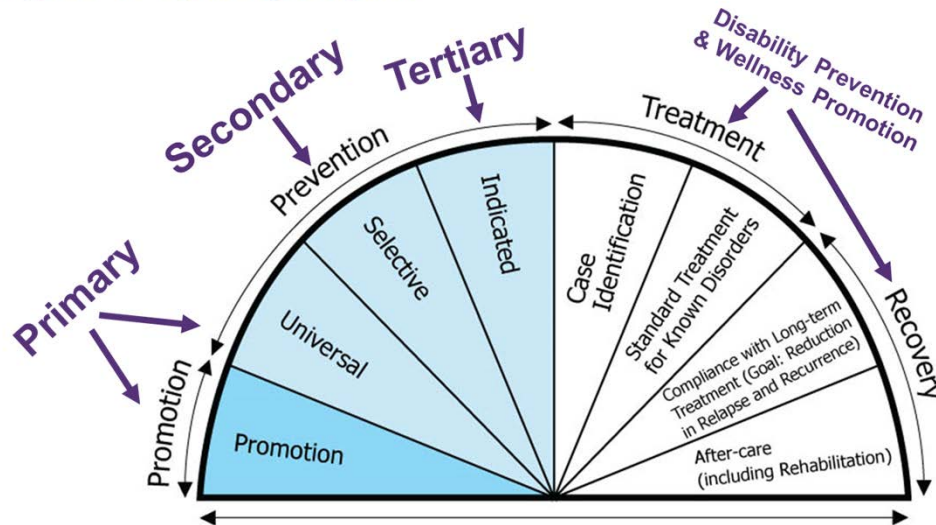 Disability Prevention
& Wellness Promotion
Tertiary
Secondary
Primary
Treatment
Prevention
Recovery
Promotion
Indicated
Case
Identification
Selective
Standard Treatment
for Known Disorders
Universal
Compliance with Long-term
Treatment (Goal: Reduction
in Relapse and Recurrence)
Promotion
After-care
(including Rehabilitation)